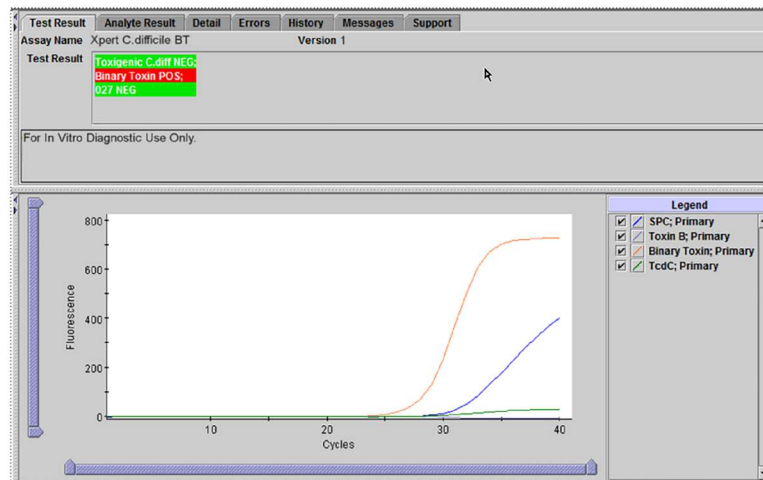 Test Result Analyte Result Detail Errors History Messages Support
Assay Name Xpert C.difficile BT Version 1
Test Result Toxigenic C.diff NEG;
Binary Toxin POS;
027 NEG
For In Vitro Diagnostic Use Only.
Legend
SPC; Primary
Toxin B; Primary
Binary Toxin; Primary
TcdC; Primary
800
600
400
200
0
Fluorescence
10 20 30 40
Cycles